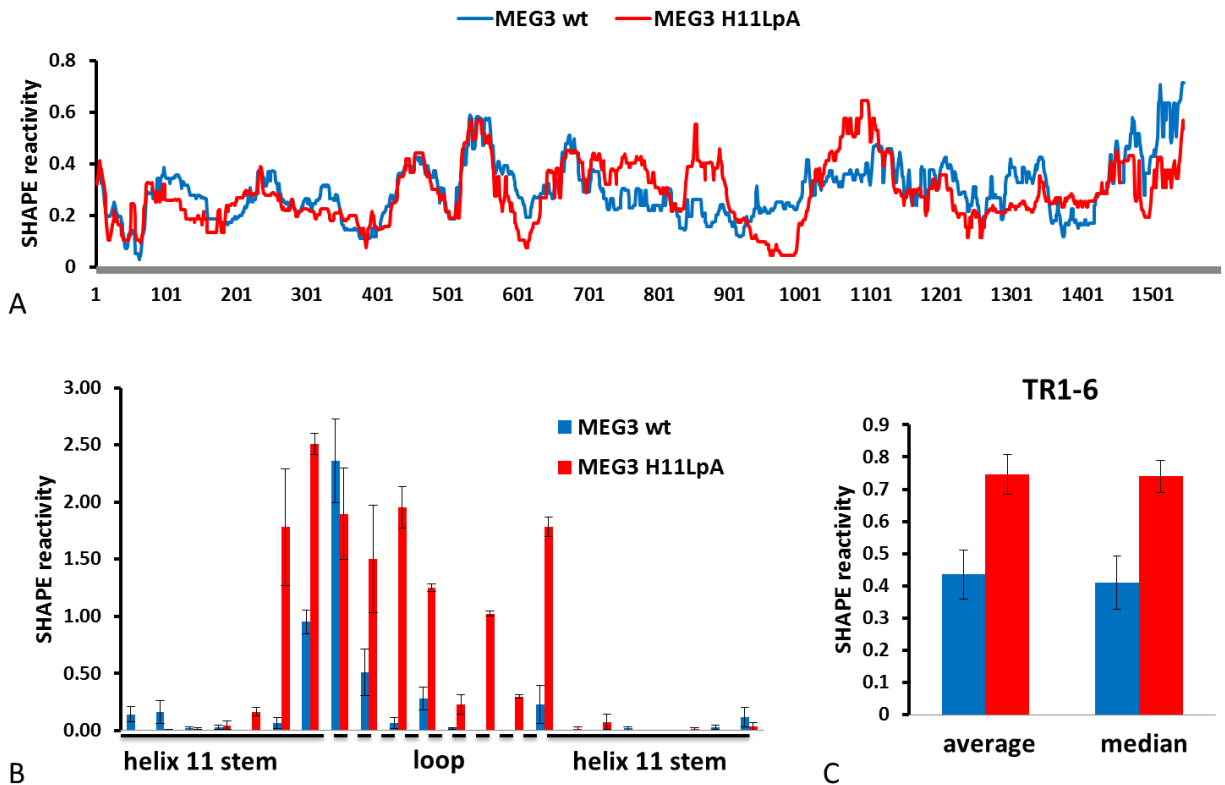 MEG3 wt MEG3 H11LpA
SHAPE reactivity
0.8
0.6
0.4
0.2
0
1 101 201 301 401 501 601 701 801 901 1001 1101 1201 1301 1401 1501
A
SHAPE reactivity
3.00
2.50
2.00
1.50
1.00
0.50
0.00
MEG3 wt
MEG3 H11LpA
helix 11 stem loop helix 11 stem
B
TR1-6
SHAPE reactivity
0.9
0.8
0.7
0.6
0.5
0.4
0.3
0.2
0.1
0
average median
C